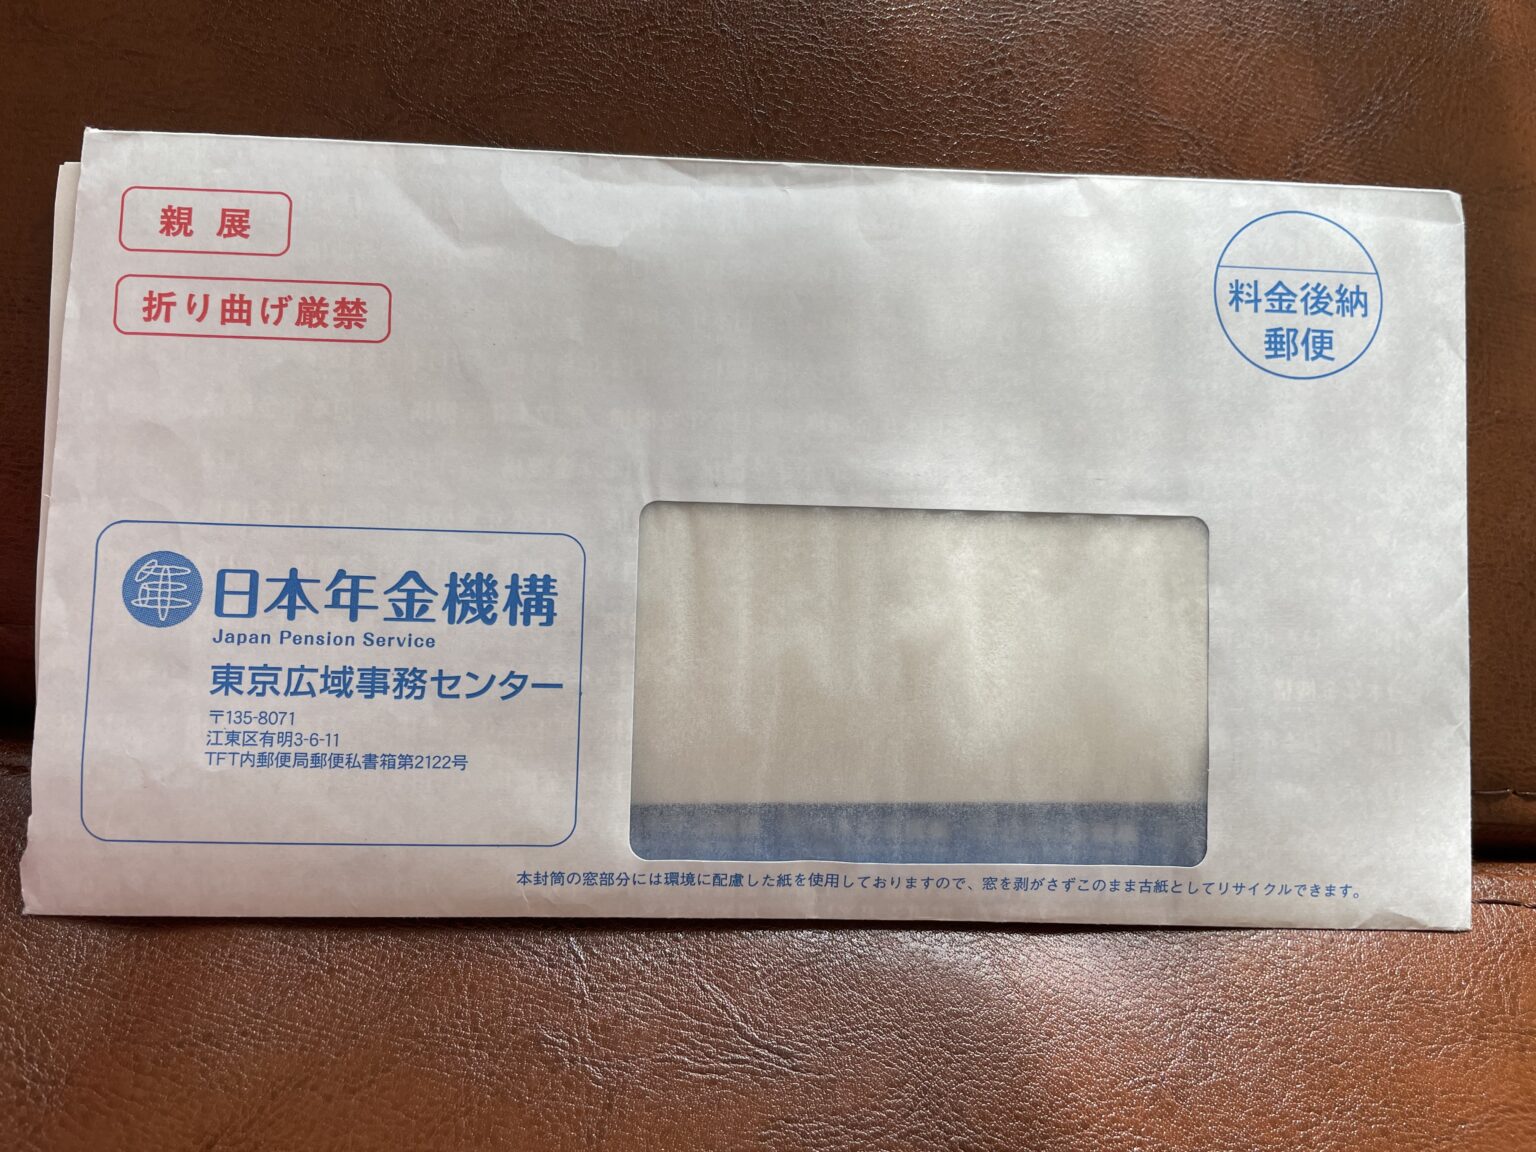 親展
折り曲げ厳禁
料金後納
郵便
年
日本年金機構
Japan Pension Service
東京広域事務センター
〒135-8071
江東区有明3-6-11
TFT内郵便局郵便私書箱第2122号
本封筒の窓部分には環境に配慮した紙を使用しておりますので、窓を剥がさずこのまま古紙としてリサイクルできます。